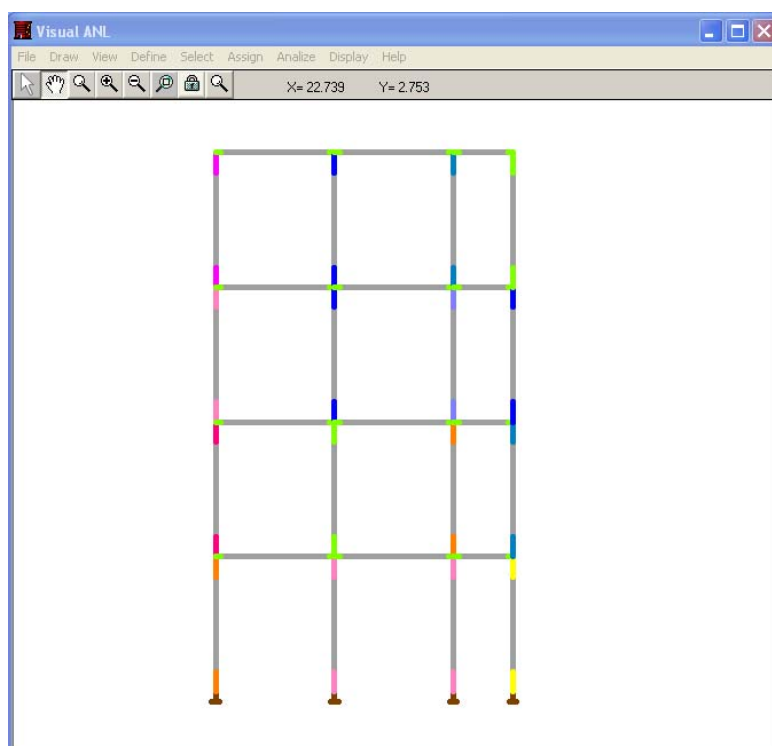 Visual ANL
File Draw View Define Select Assign Analize Display Help
X= 22.739 Y= 2.753